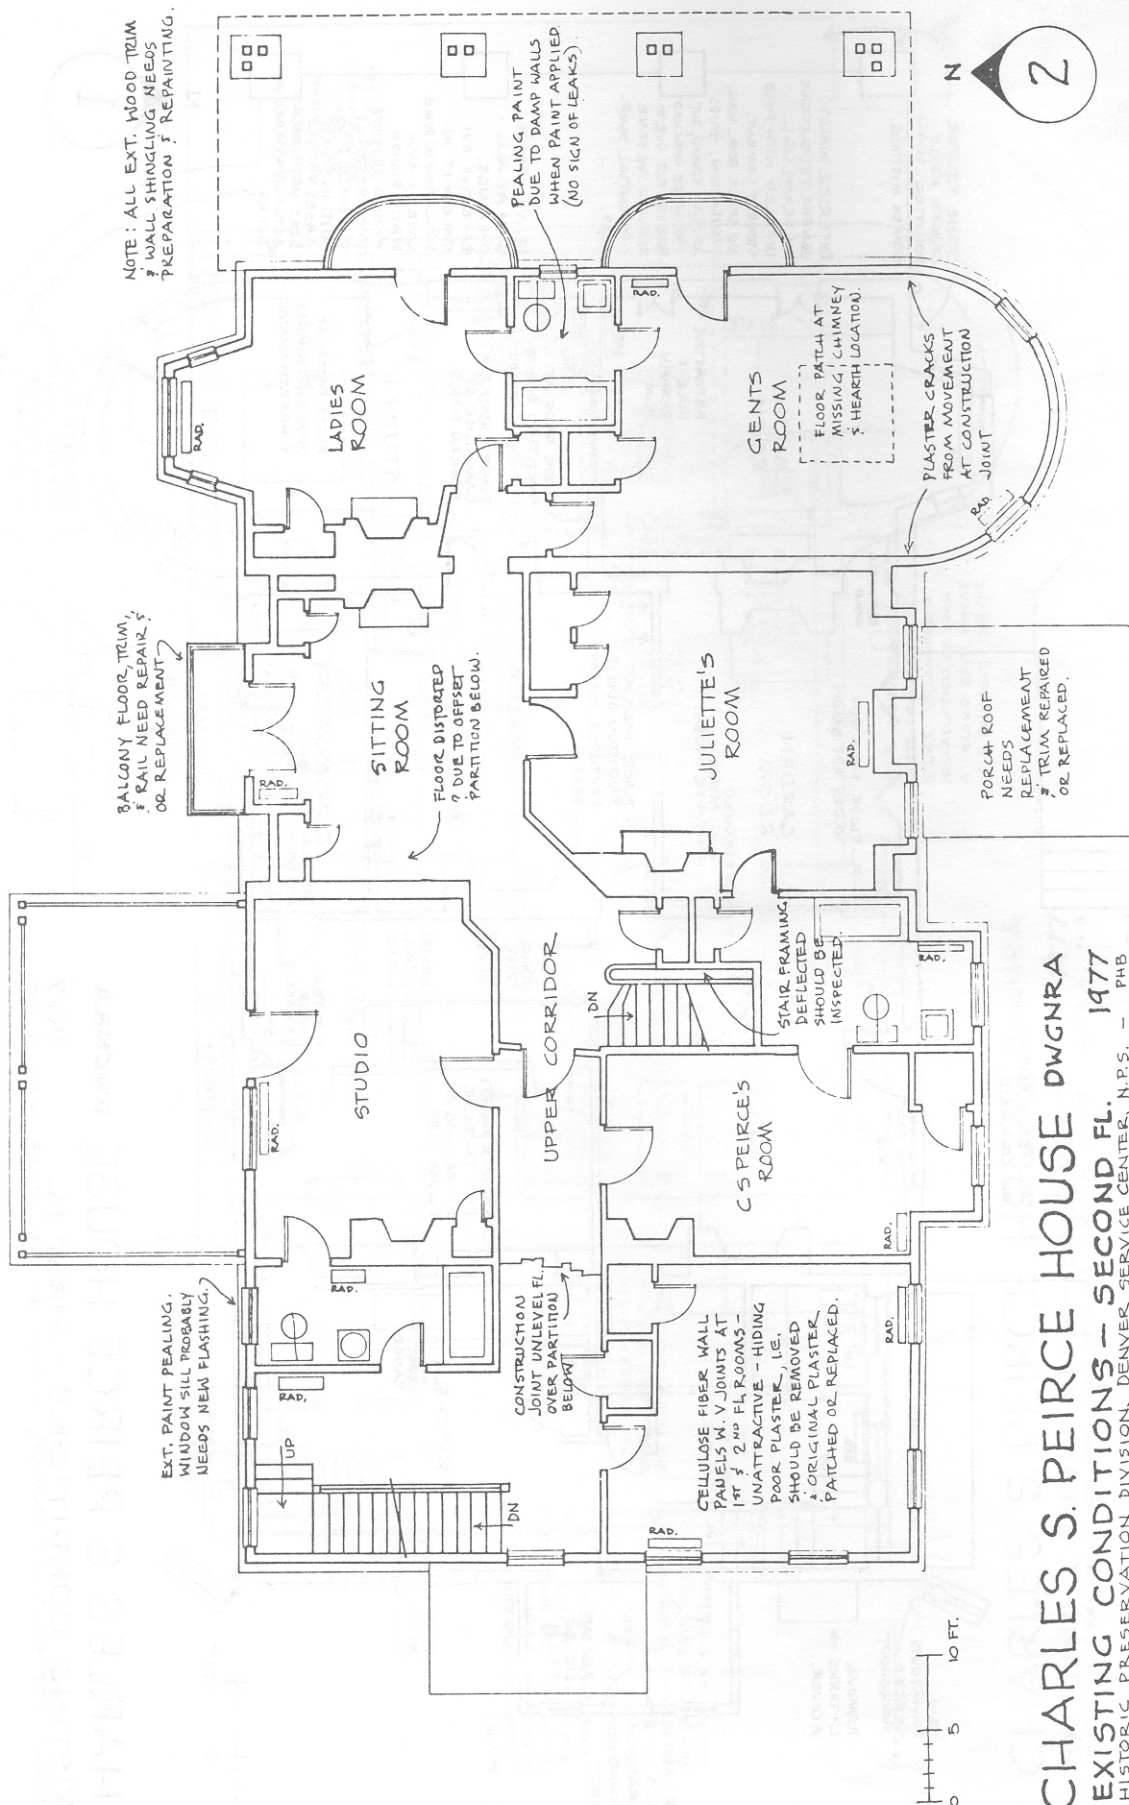 NOTE: ALL EXT. WOOD TRIM
& WALL SHINGLING NEEDS
PREPARATION & REPAINTING.
BALCONY FLOOR, TRIM,
& RAIL NEED REPAIR &
OR REPLACEMENT
EXT. PAINT PEALING.
WINDOW SILL PROBABLY
NEEDS NEW FLASHING.
PEALING PAINT
DUE TO DAMP WALLS
WHEN PAINT APPLIED
(NO SIGN OF LEAKS).
N
2
UP
RAD.
RAD.
RAD.
STUDIO
RAD.
SITTING
ROOM
FLOOR DISTORTED
? DUE TO OFFSET
PARTITION BELOW.
RAD.
LADIES
ROOM
DN
CONSTRUCTION
JOINT UNLEVEL FL.
OVER PARTITION
BELOW
UPPER CORRIDOR
DN
RAD.
RAD.
CELLULOSE FIBER WALL
PANELS W. V JOINTS AT
1ST & 2ND FL. ROOMS -
UNATTRACTIVE - HIDING
POOR PLASTER, I.E.
SHOULD BE REMOVED
& ORIGINAL PLASTER
PATCHED OR REPLACED.
RAD.
C S PEIRCE'S
ROOM
RAD.
STAIR FRAMING
DEFLECTED
SHOULD BE
INSPECTED.
RAD.
JULIETTE'S
ROOM
RAD.
GENTS
ROOM
FLOOR PATCH AT
MISSING CHIMNEY
& HEARTH LOCATION.
PLASTER CRACKS
FROM MOVEMENT
AT CONSTRUCTION
JOINT
RAD.
PORCH ROOF
NEEDS
REPLACEMENT
& TRIM REPAIRED
OR REPLACED.
0 5 10 FT.
CHARLES S. PEIRCE HOUSE DWGNRA
EXISTING CONDITIONS — SECOND FL. 1977
HISTORIC PRESERVATION DIVISION, DENVER SERVICE CENTER, N.P.S. - PHB